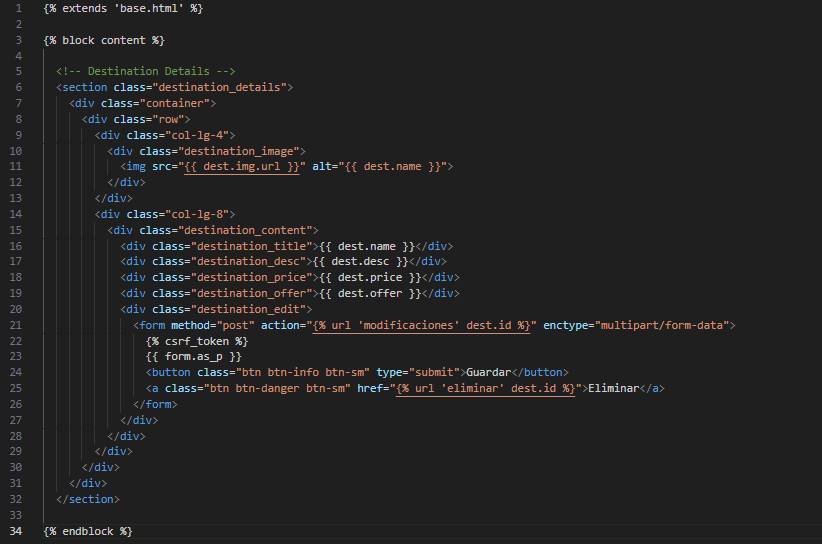 1 {% extends 'base.html' %}
2
3 {% block content %}
4
5 <!-- Destination Details -->
6 <section class="destination_details">
7 <div class="container">
8 <div class="row">
9 <div class="col-lg-4">
10 <div class="destination_image">
11 <img src="{{ dest.img.url }}" alt="{{ dest.name }}">
12 </div>
13 </div>
14 <div class="col-lg-8">
15 <div class="destination_content">
16 <div class="destination_title">{{ dest.name }}</div>
17 <div class="destination_desc">{{ dest.desc }}</div>
18 <div class="destination_price">{{ dest.price }}</div>
19 <div class="destination_offer">{{ dest.offer }}</div>
20 <div class="destination_edit">
21 <form method="post" action="{% url 'modificaciones' dest.id %}" enctype="multipart/form-data">
22 {% csrf_token %}
23 {{ form.as_p }}
24 <button class="btn btn-info btn-sm" type="submit">Guardar</button>
25 <a class="btn btn-danger btn-sm" href="{% url 'eliminar' dest.id %}">Eliminar</a>
26 </form>
27 </div>
28 </div>
29 </div>
30 </div>
31 </div>
32 </section>
33
34 {% endblock %}